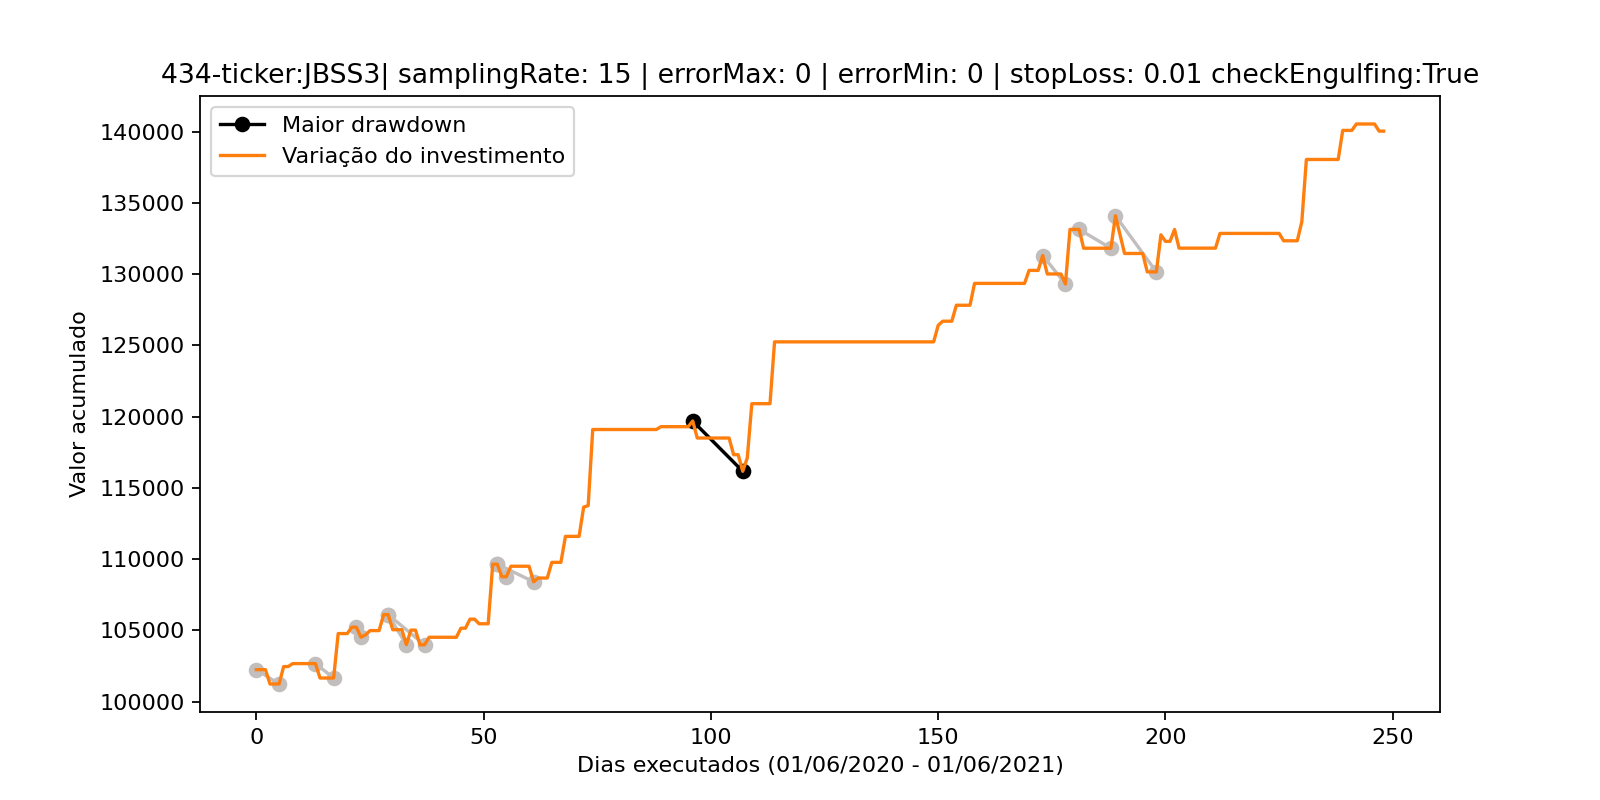 434-ticker:JBSS3| samplingRate: 15 | errorMax: 0 | errorMin: 0 | stopLoss: 0.01 checkEngulfing:True
Maior drawdown
Variação do investimento
Valor acumulado
140000
135000
130000
125000
120000
115000
110000
105000
100000
0 50 100 150 200 250
Dias executados (01/06/2020 - 01/06/2021)